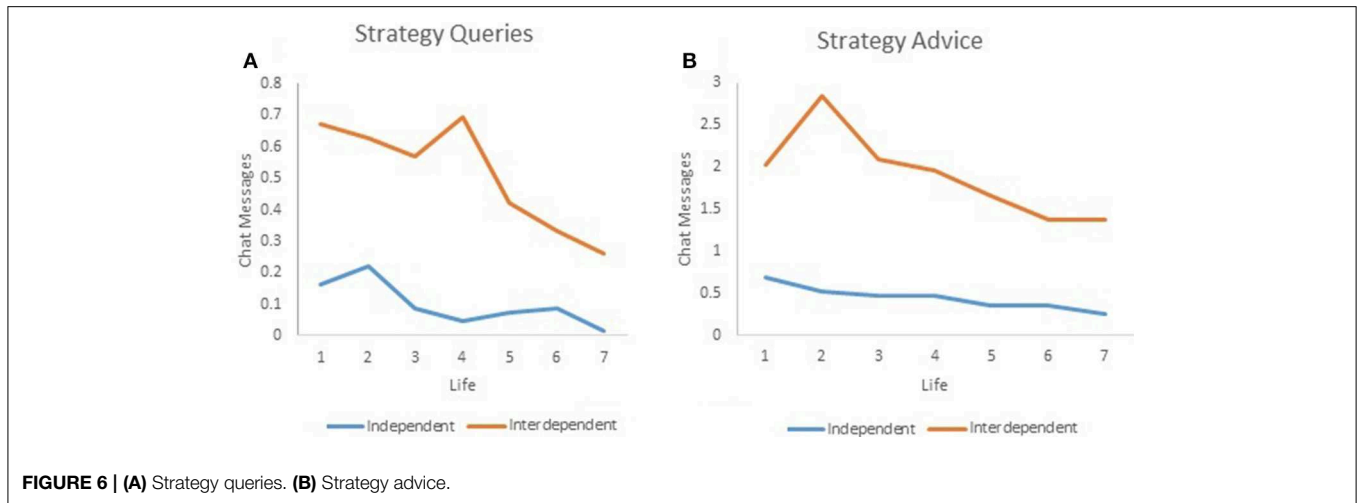 Strategy Queries
A
0.8
0.7
0.6
0.5
0.4
0.3
0.2
0.1
0
Chat Messages
1 2 3 4 5 6 7
Life
Independent Interdependent
Strategy Advice
B
3
2.5
2
1.5
1
0.5
0
Chat Messages
1 2 3 4 5 6 7
Life
Independent Interdependent
FIGURE 6 | (A) Strategy queries. (B) Strategy advice.